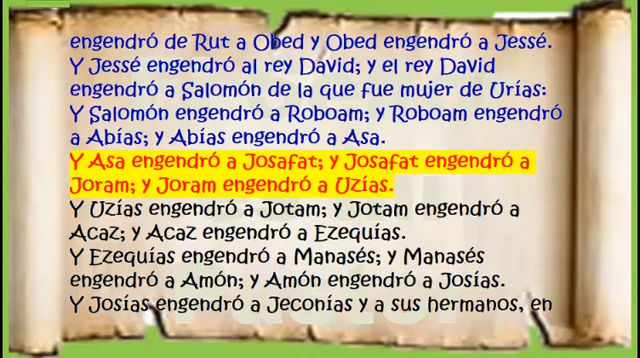 engendró de Rut a Obed y Obed engendró a Jessé.
Y Jessé engendró al rey David; y el rey David
engendró a Salomón de la que fue mujer de Urías:
Y Salomón engendró a Roboam; y Roboam engendró
a Abías; y Abías engendró a Asa.
Y Asa engendró a Josafat; y Josafat engendró a
Joram; y Joram engendró a Uzías.
Y Uzías engendró a Jotam; y Jotam engendró a
Acaz; y Acaz engendró a Ezequías.
Y Ezequías engendró a Manasés; y Manasés
engendró a Amón; y Amón engendró a Josías.
Y Josías engendró a Jeconías y a sus hermanos, en